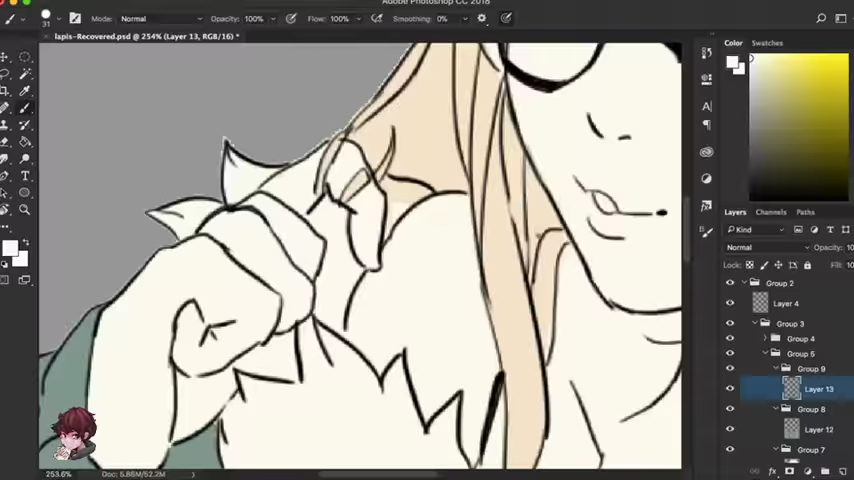 Adobe Photoshop CC 2018
31 Mode: Normal Opacity: 100% Flow: 100% Smoothing: 0%
lapis-Recovered.psd @ 254% (Layer 13, RGB/16) *
Color Swatches
Layers Channels Paths
Kind
Normal Opacity: 10
Lock: Fill: 10
Group 2
Layer 4
Group 3
Group 4
Group 5
Group 9
Layer 13
Group 8
Layer 12
Group 7
253.6% Doc: 5.86M/52.2M